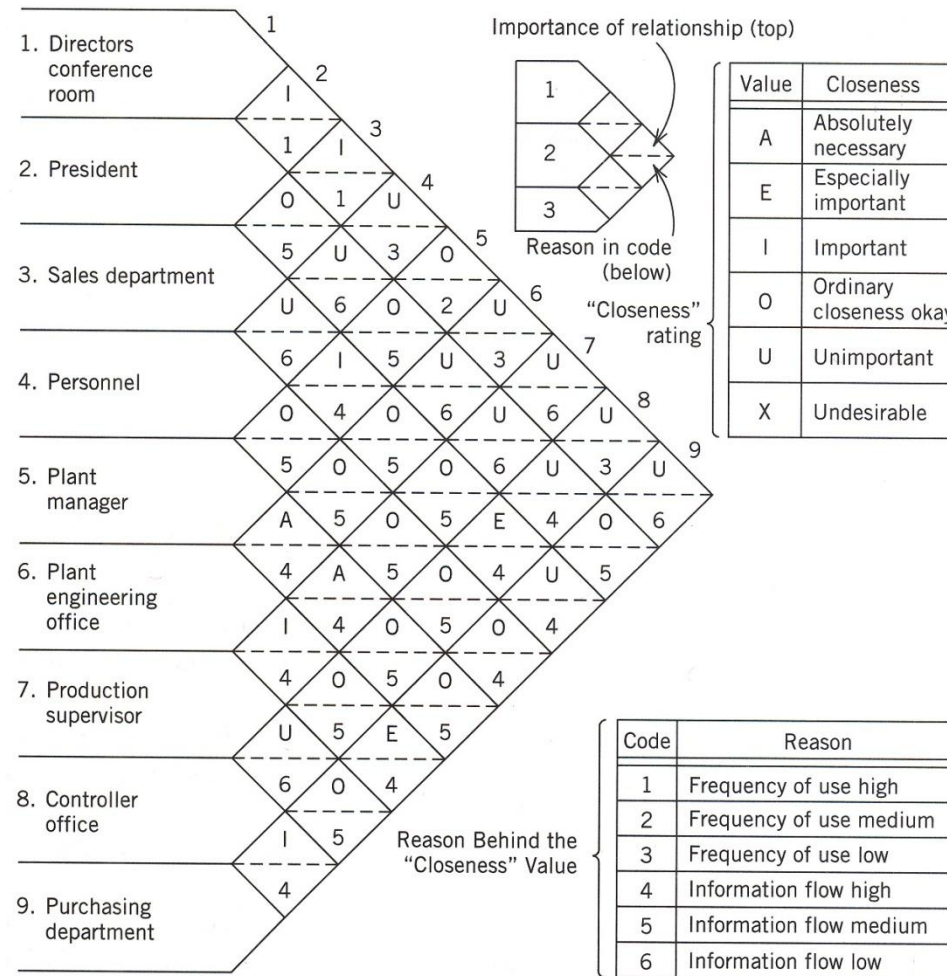 1. Directors
conference
room
2. President
3. Sales department
4. Personnel
5. Plant
manager
6. Plant
engineering
office
7. Production
supervisor
8. Controller
office
9. Purchasing
department
1
2
I
3
1 I
4
O 1 U
5
5 U 3 O
6
U 6 O 2 U
7
6 I 5 U 3 U
8
O 4 O 6 U 6 U
9
5 O 5 O 6 U 3 U
A 5 O 5 E 4 O 6
4 A 5 O 4 U 5
I 4 O 5 O 4
4 O 5 O 4
U 5 E 5
6 O 4
I 5
4
Importance of relationship (top)
1
2
3
Reason in code
(below)
“Closeness”
rating
Value Closeness
A Absolutely
necessary
E Especially
important
I Important
O Ordinary
closeness okay
U Unimportant
X Undesirable
Reason Behind the
“Closeness” Value
Code Reason
1 Frequency of use high
2 Frequency of use medium
3 Frequency of use low
4 Information flow high
5 Information flow medium
6 Information flow low